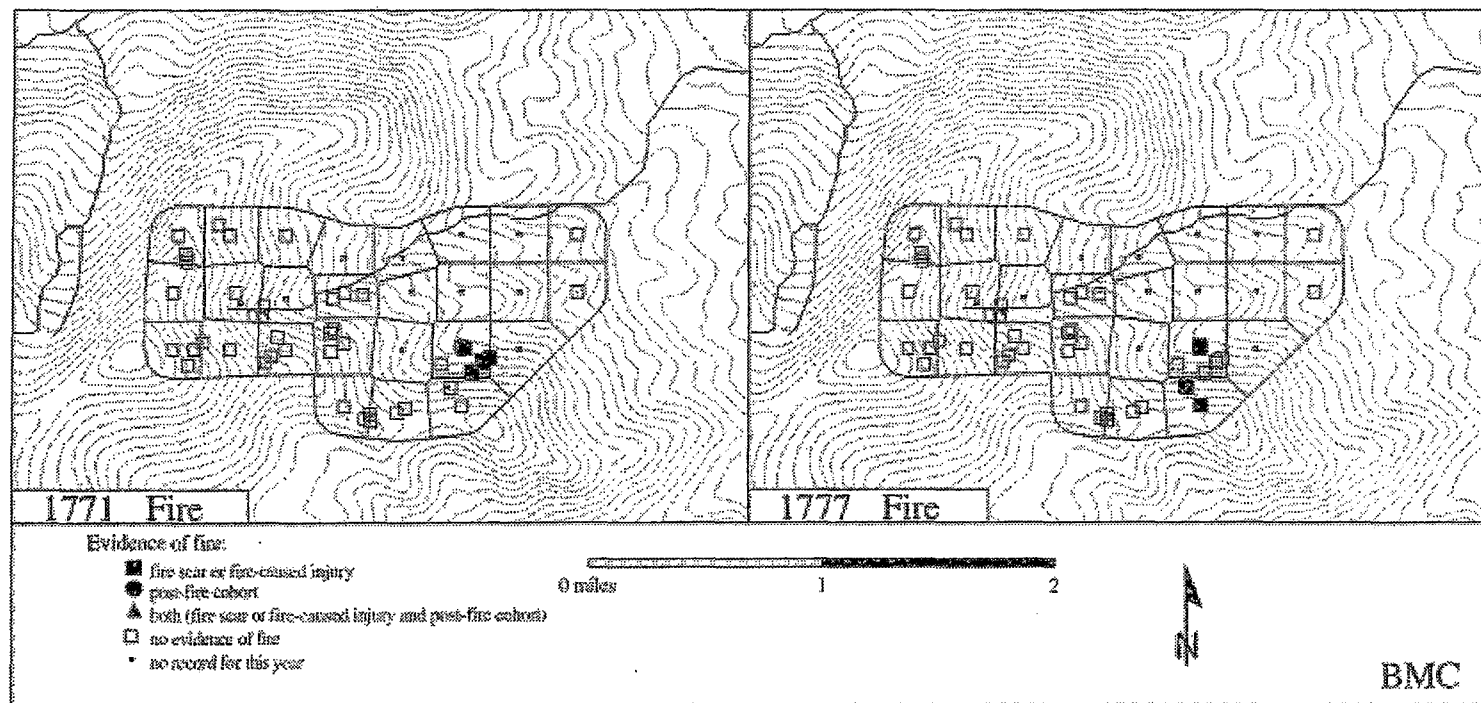 1771 Fire
1777 Fire
Evidence of fire:
fire scar or fire-caused injury
post-fire cohort
both (fire scar or fire-caused injury and post-fire cohort)
no evidence of fire
no record for this year
0 miles 1 2
N
BMC